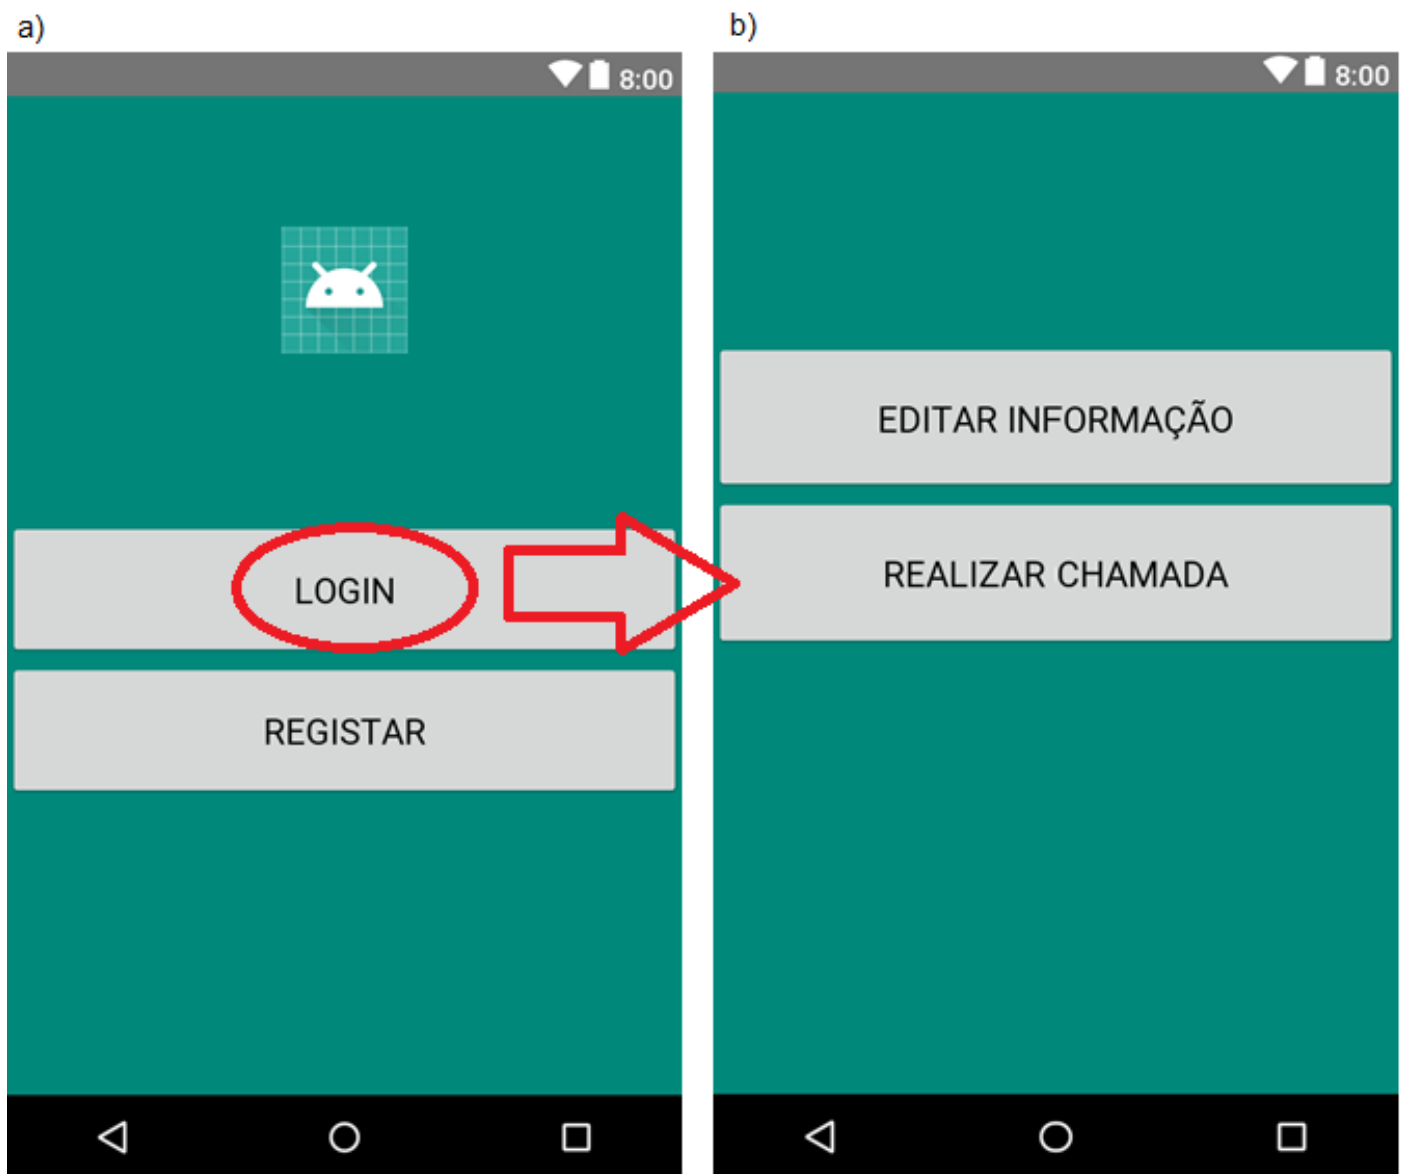 a)
8:00
LOGIN
REGISTAR
b)
8:00
EDITAR INFORMAÇÃO
REALIZAR CHAMADA